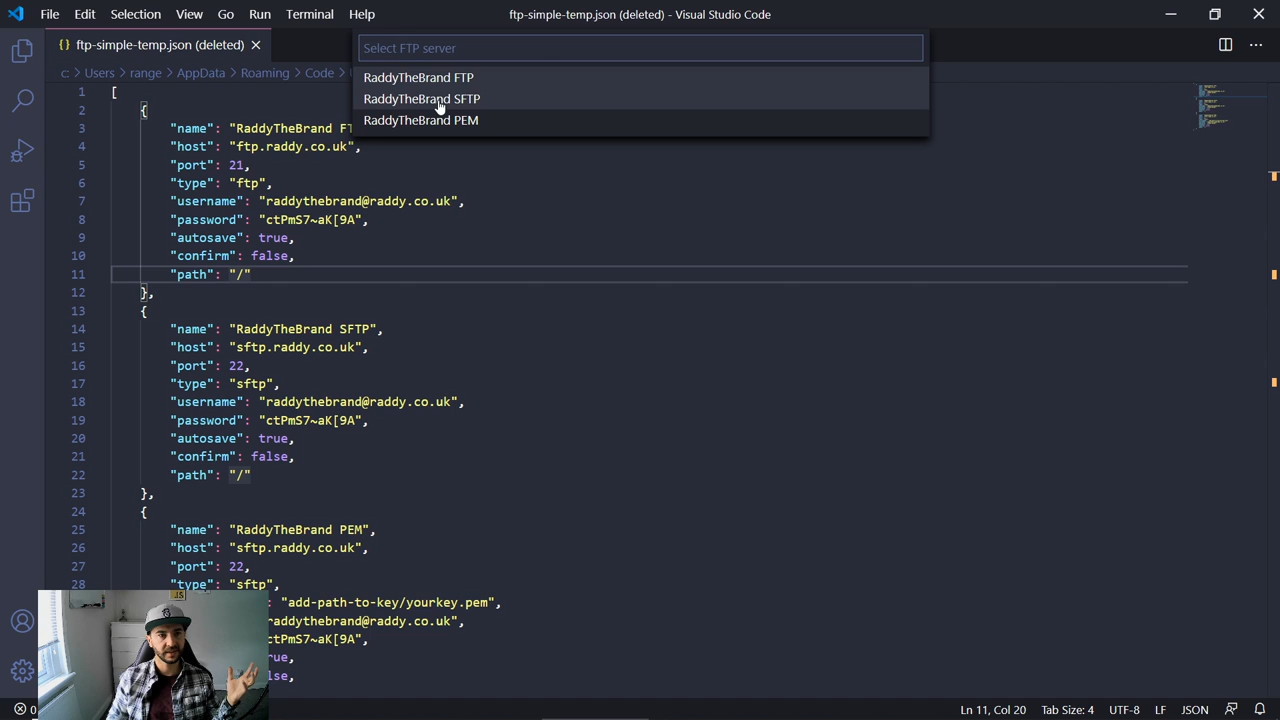 File Edit Selection View Go Run Terminal Help
ftp-simple-temp.json (deleted) - Visual Studio Code
{} ftp-simple-temp.json (deleted)
c > Users > range > AppData > Roaming > Code >
Select FTP server
RaddyTheBrand FTP
RaddyTheBrand SFTP
RaddyTheBrand PEM
1 [
2 {
3 "name": "RaddyTheBrand FT
4 "host": "ftp.raddy.co.uk",
5 "port": 21,
6 "type": "ftp",
7 "username": "raddythebrand@raddy.co.uk",
8 "password": "ctPmS7~aK[9A",
9 "autosave": true,
10 "confirm": false,
11 "path": "/"
12 },
13 {
14 "name": "RaddyTheBrand SFTP",
15 "host": "sftp.raddy.co.uk",
16 "port": 22,
17 "type": "sftp",
18 "username": "raddythebrand@raddy.co.uk",
19 "password": "ctPmS7~aK[9A",
20 "autosave": true,
21 "confirm": false,
22 "path": "/"
23 },
24 {
25 "name": "RaddyTheBrand PEM",
26 "host": "sftp.raddy.co.uk",
27 "port": 22,
28 "type": "sftp",
: "add-path-to-key/yourkey.pem",
addythebrand@raddy.co.uk",
tPmS7~aK[9A",
rue,
lse,
JS
0
Ln 11, Col 20 Tab Size: 4 UTF-8 LF JSON